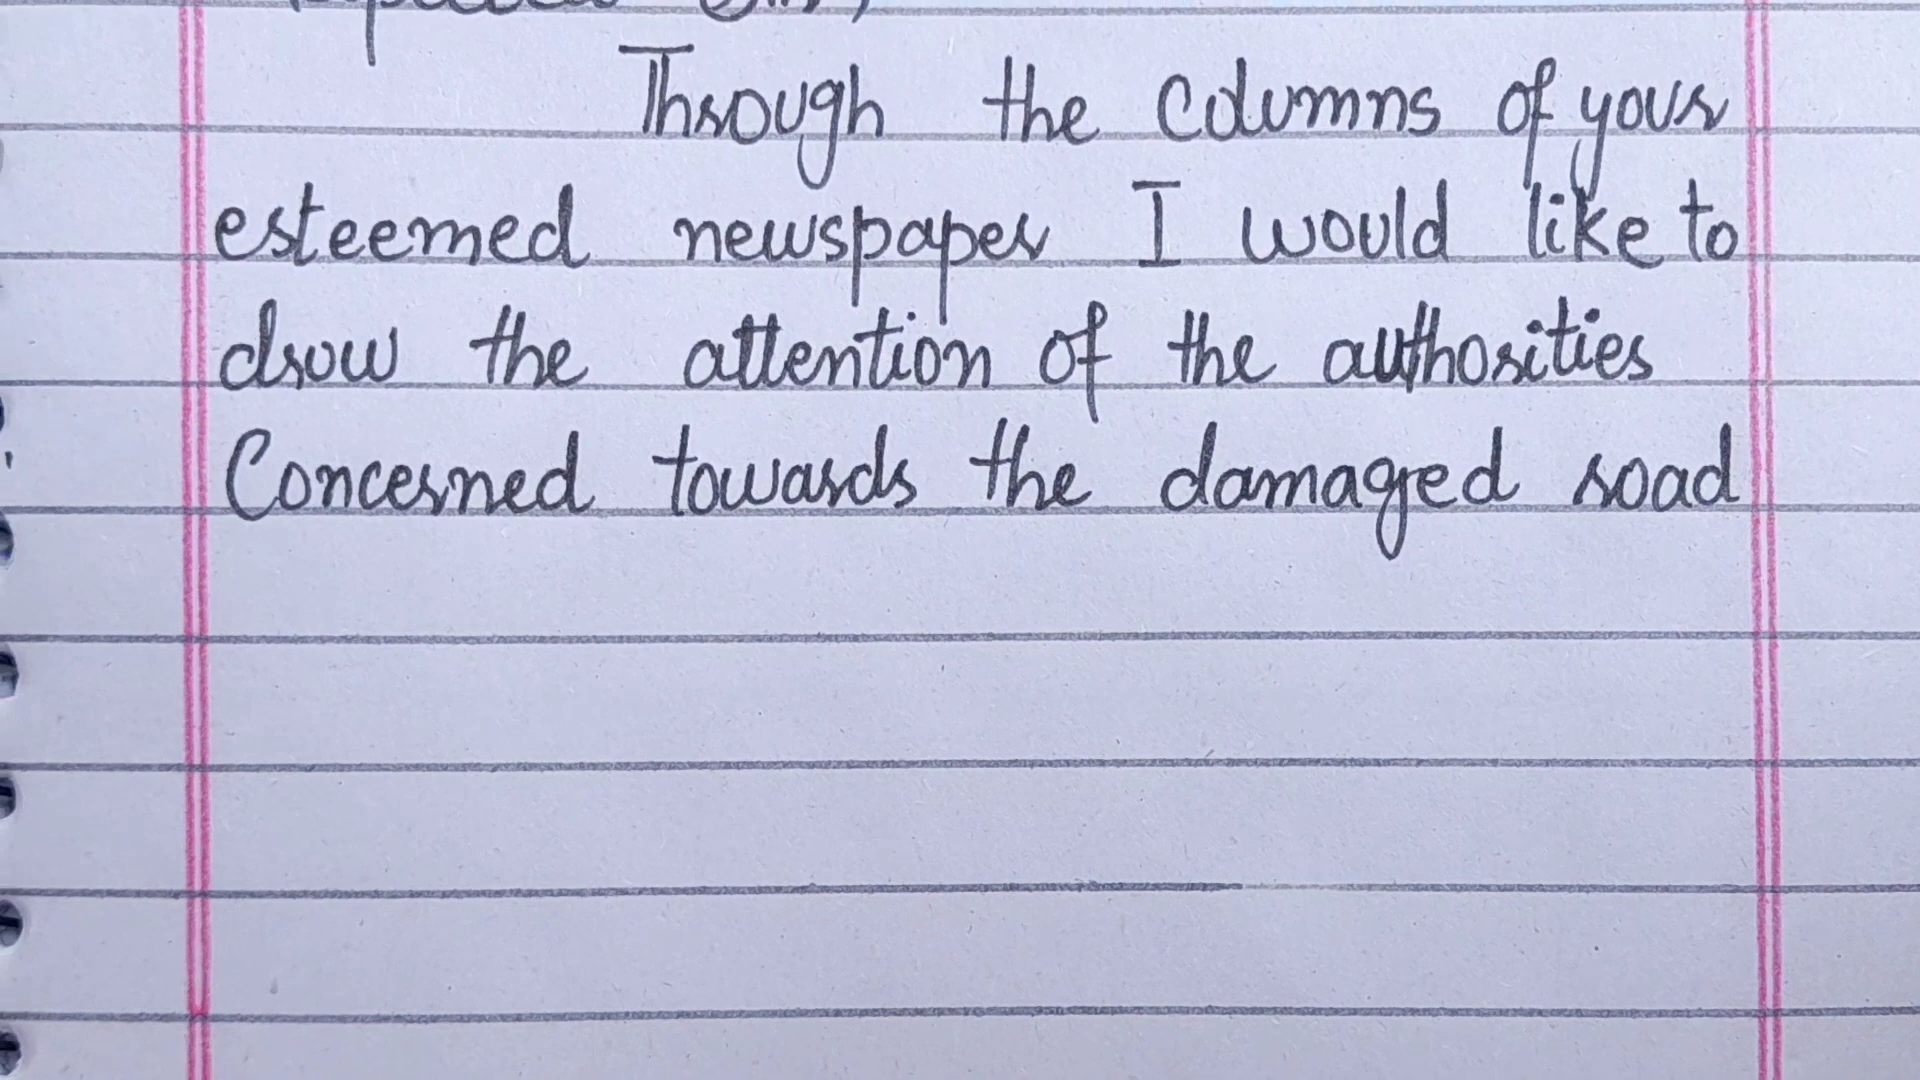 Through the Columns of your
esteemed newspaper I would like to
draw the attention of the authorities
Concerned towards the damaged road